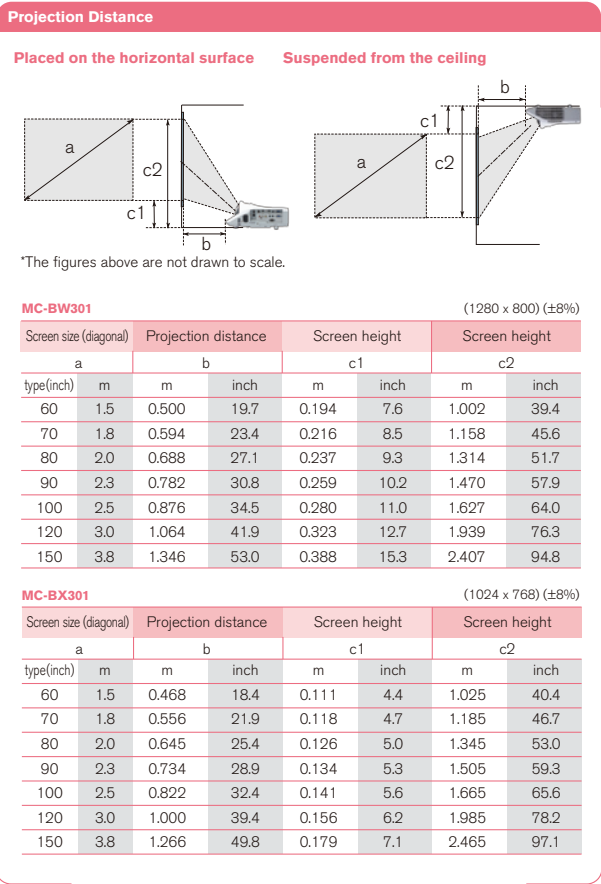 Projection Distance
Placed on the horizontal surface Suspended from the ceiling
a
c2
c1
b
b
c1
a
c2
*The figures above are not drawn to scale.
MC-BW301 (1280 x 800) (±8%)
Screen size (diagonal) Projection distance Screen height Screen height
a b c1 c2
type(inch) m m inch m inch m inch
60 1.5 0.500 19.7 0.194 7.6 1.002 39.4
70 1.8 0.594 23.4 0.216 8.5 1.158 45.6
80 2.0 0.688 27.1 0.237 9.3 1.314 51.7
90 2.3 0.782 30.8 0.259 10.2 1.470 57.9
100 2.5 0.876 34.5 0.280 11.0 1.627 64.0
120 3.0 1.064 41.9 0.323 12.7 1.939 76.3
150 3.8 1.346 53.0 0.388 15.3 2.407 94.8
MC-BX301 (1024 x 768) (±8%)
Screen size (diagonal) Projection distance Screen height Screen height
a b c1 c2
type(inch) m m inch m inch m inch
60 1.5 0.468 18.4 0.111 4.4 1.025 40.4
70 1.8 0.556 21.9 0.118 4.7 1.185 46.7
80 2.0 0.645 25.4 0.126 5.0 1.345 53.0
90 2.3 0.734 28.9 0.134 5.3 1.505 59.3
100 2.5 0.822 32.4 0.141 5.6 1.665 65.6
120 3.0 1.000 39.4 0.156 6.2 1.985 78.2
150 3.8 1.266 49.8 0.179 7.1 2.465 97.1